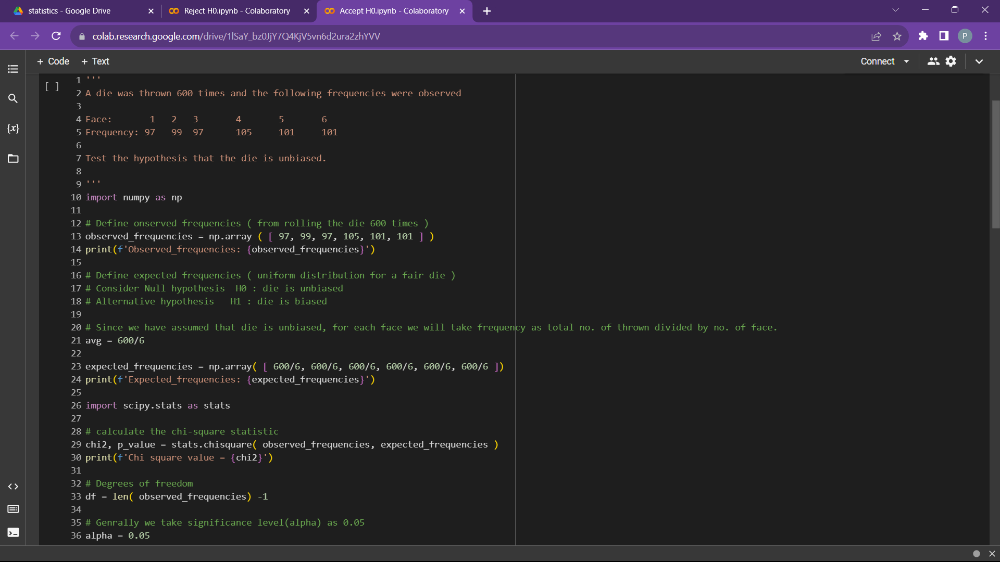 statistics - Google Drive
Reject H0.ipynb - Colaboratory
Accept H0.ipynb - Colaboratory
colab.research.google.com/drive/1lSaY_bz0JjY7Q4KjV5vn6d2ura2zhYVV
P
+ Code + Text
Connect
{x}
[ ]
1 '''
2 A die was thrown 600 times and the following frequencies were observed
3
4 Face: 1 2 3 4 5 6
5 Frequency: 97 99 97 105 101 101
6
7 Test the hypothesis that the die is unbiased.
8
9 '''
10 import numpy as np
11
12 # Define onserved frequencies ( from rolling the die 600 times )
13 observed_frequencies = np.array ( [ 97, 99, 97, 105, 101, 101 ] )
14 print(f'Observed_frequencies: {observed_frequencies}')
15
16 # Define expected frequencies ( uniform distribution for a fair die )
17 # Consider Null hypothesis H0 : die is unbiased
18 # Alternative hypothesis H1 : die is biased
19
20 # Since we have assumed that die is unbiased, for each face we will take frequency as total no. of thrown divided by no. of face.
21 avg = 600/6
22
23 expected_frequencies = np.array( [ 600/6, 600/6, 600/6, 600/6, 600/6, 600/6 ])
24 print(f'Expected_frequencies: {expected_frequencies}')
25
26 import scipy.stats as stats
27
28 # calculate the chi-square statistic
29 chi2, p_value = stats.chisquare( observed_frequencies, expected_frequencies )
30 print(f'Chi square value = {chi2}')
31
32 # Degrees of freedom
33 df = len( observed_frequencies) -1
34
35 # Genrally we take significance level(alpha) as 0.05
36 alpha = 0.05